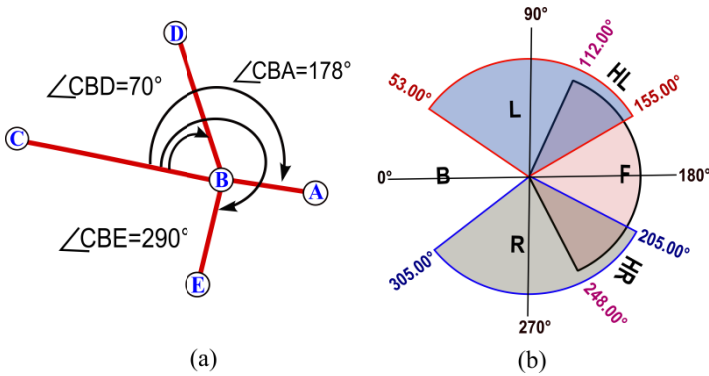 D
∠CBD=70°
∠CBA=178°
C
B
A
∠CBE=290°
E
(a)
90°
112.00°
HL
53.00°
155.00°
L
0°
B
F
180°
R
205.00°
HR
305.00°
248.00°
270°
(b)